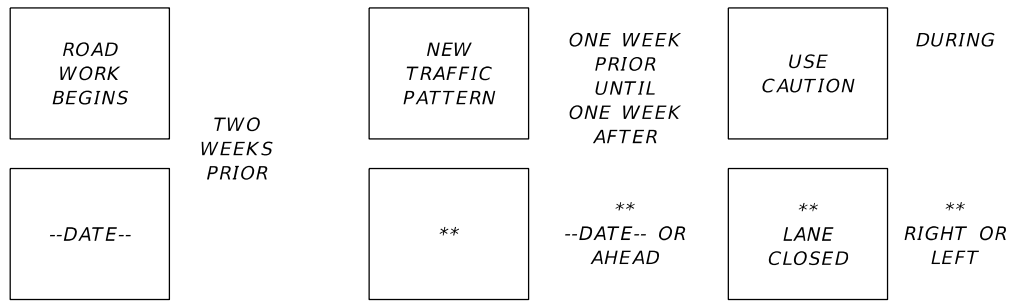 ROAD
WORK
BEGINS
--DATE--
TWO
WEEKS
PRIOR
NEW
TRAFFIC
PATTERN
**
ONE WEEK
PRIOR
UNTIL
ONE WEEK
AFTER
**
--DATE-- OR
AHEAD
USE
CAUTION
**
LANE
CLOSED
DURING
**
RIGHT OR
LEFT